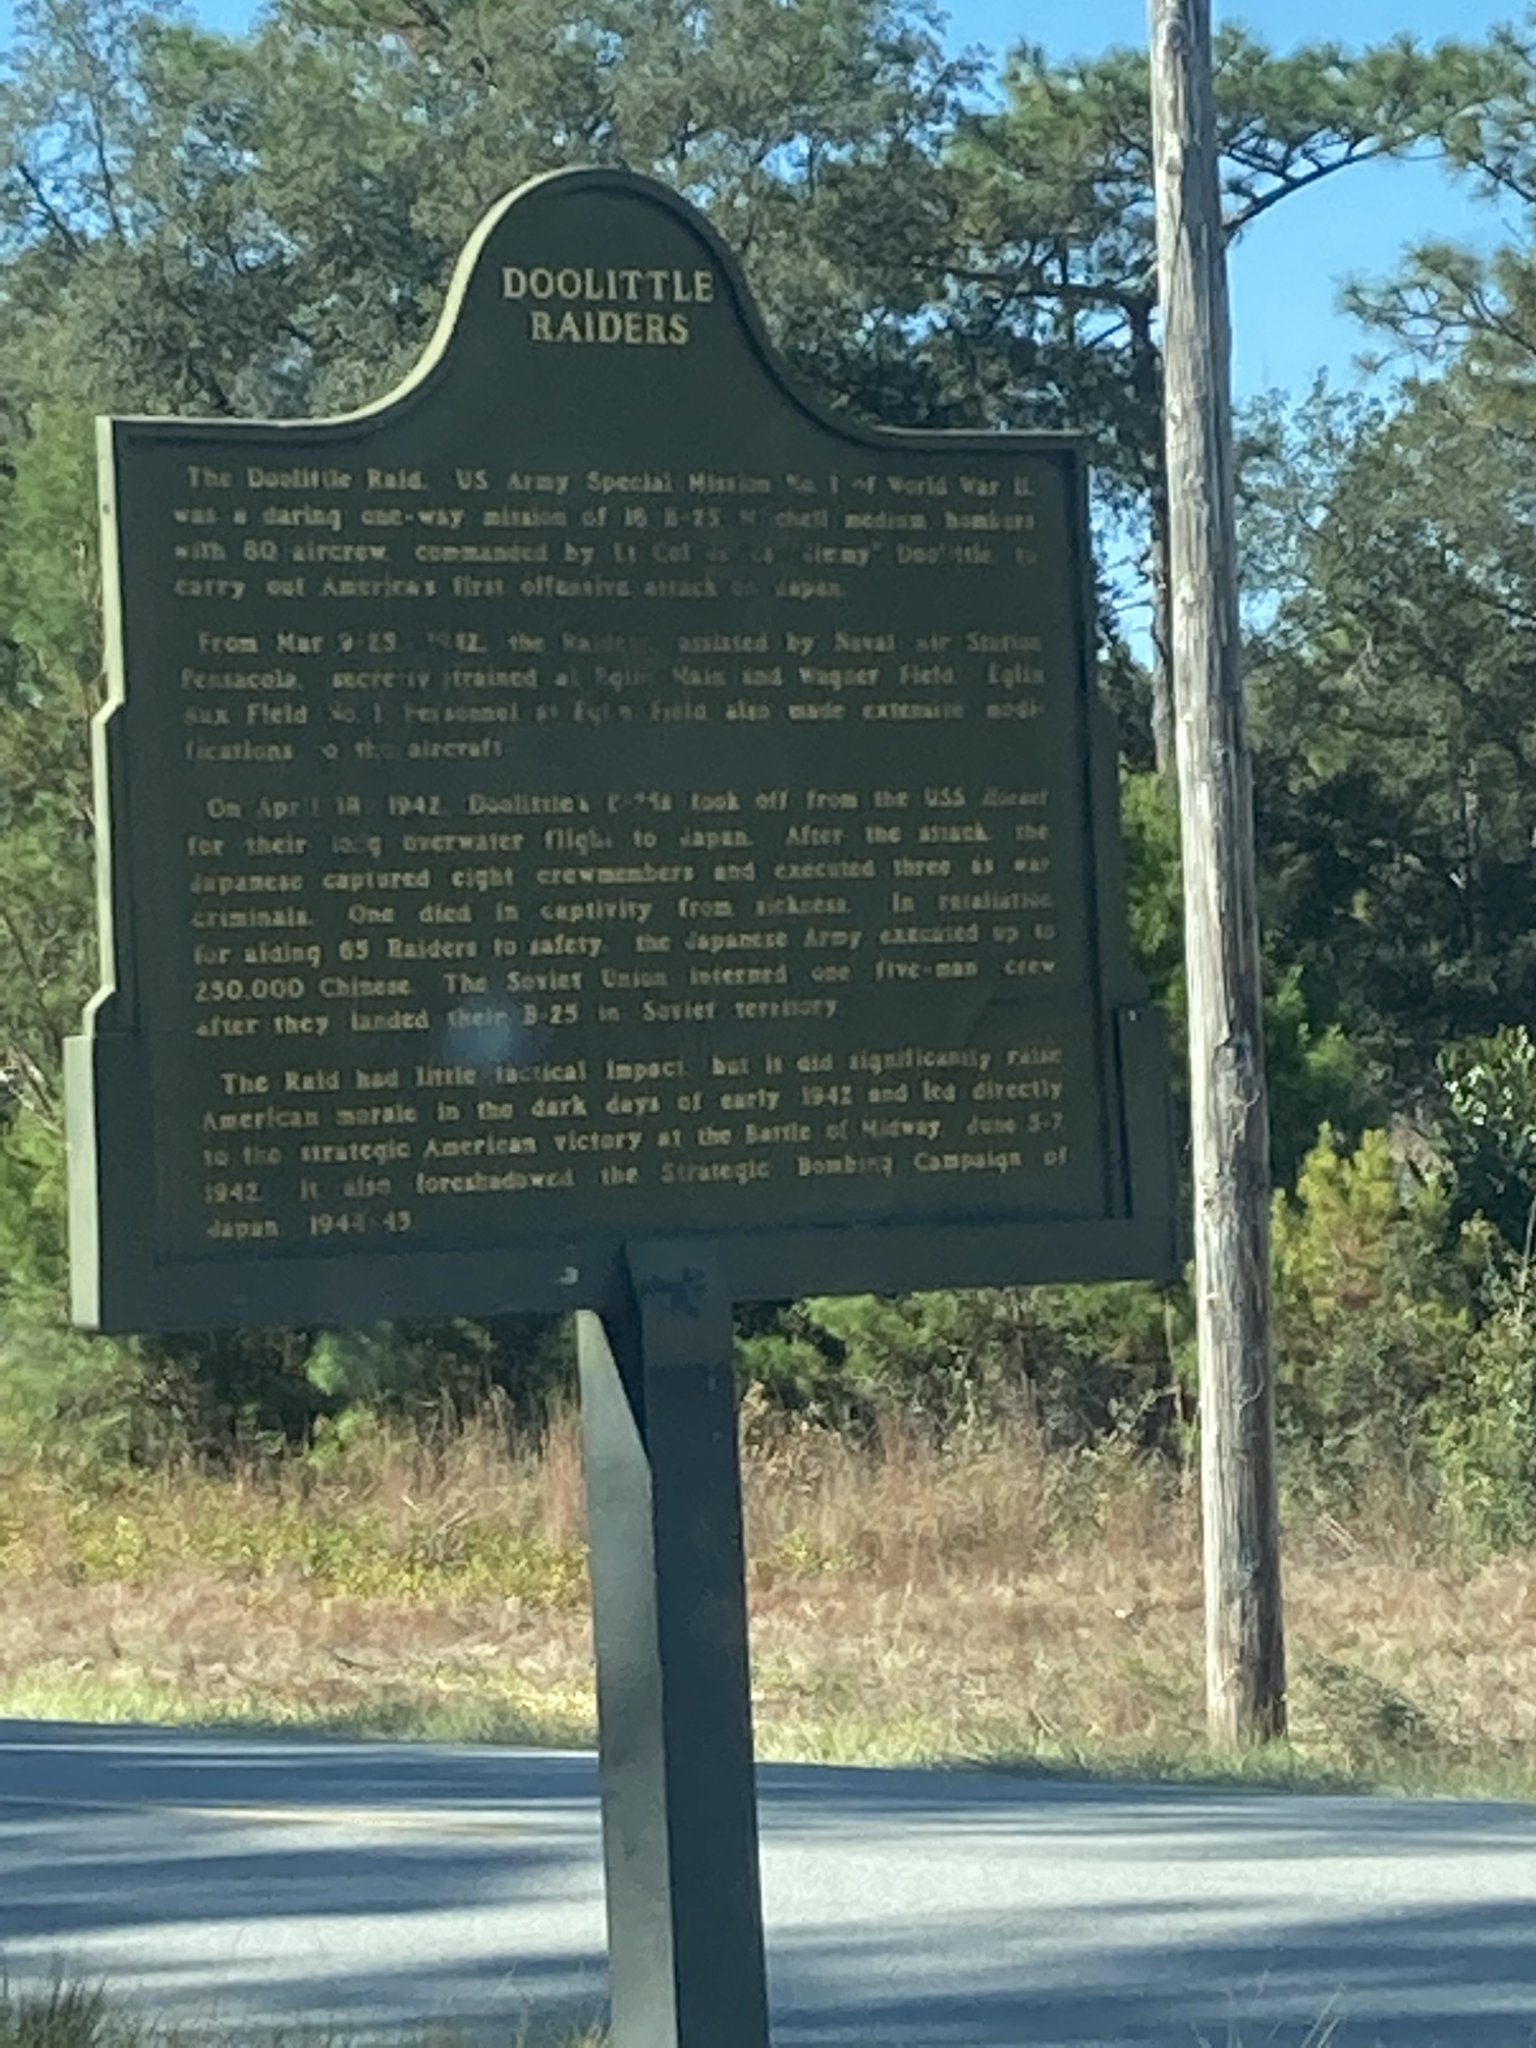 DOOLITTLE
RAIDERS
The Doolittle Raid, US Army Special Mission No. 1 of World War II,
was a daring one-way mission of 16 B-25 Mitchell medium bombers
with 80 aircrew, commanded by Lt Col Doolittle, to
carry out America's first offensive attack on Japan.
From Mar 1942, the Raiders, assisted by Naval Air Station
Pensacola, secretly trained at Eglin Main and Wagner Field, Eglin
Aux Field No. 1. Personnel at Eglin Field also made extensive modi-
fications to the aircraft.
On April 18, 1942, Doolittle's B-25s took off from the USS Hornet
for their long overwater flight to Japan. After the attack, the
Japanese captured eight crewmembers and executed three as war
criminals. One died in captivity from sickness. In retaliation
for aiding 65 Raiders to safety, the Japanese Army executed up to
250,000 Chinese. The Soviet Union interned one five-man crew
after they landed their B-25 in Soviet territory.
The Raid had little tactical impact, but it did significantly raise
American morale in the dark days of early 1942 and led directly
to the strategic American victory at the Battle of Midway, June 3-7,
1942. It also foreshadowed the Strategic Bombing Campaign of
Japan, 1944-45.